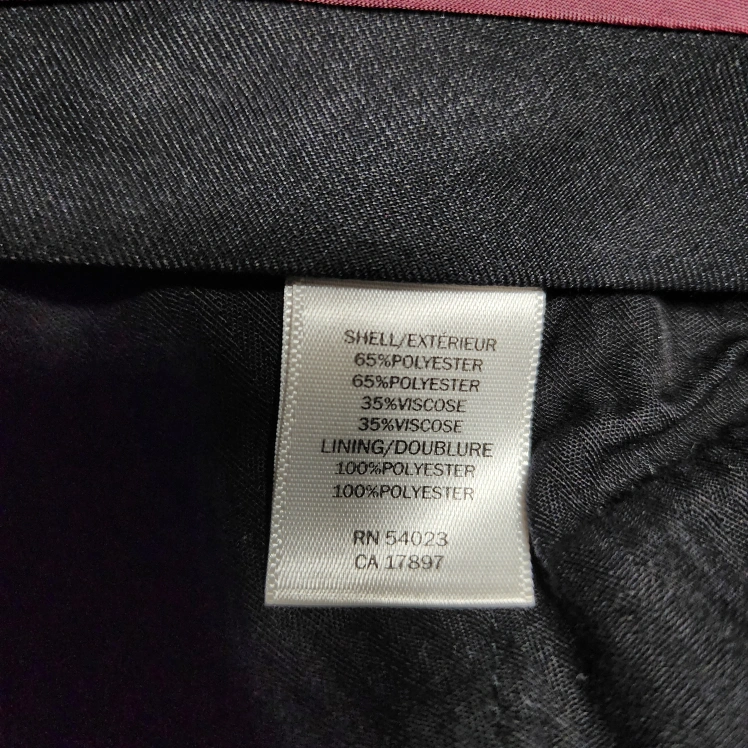 SHELL/EXTÉRIEUR
65%POLYESTER
65%POLYESTER
35%VISCOSE
35%VISCOSE
LINING/DOUBLURE
100%POLYESTER
100%POLYESTER
RN 54023
CA 17897